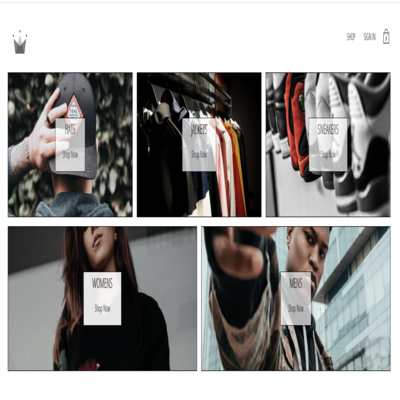 SHOP SIGN IN 0
HATS
Shop Now
JACKETS
Shop Now
SNEAKERS
Shop Now
WOMENS
Shop Now
MENS
Shop Now